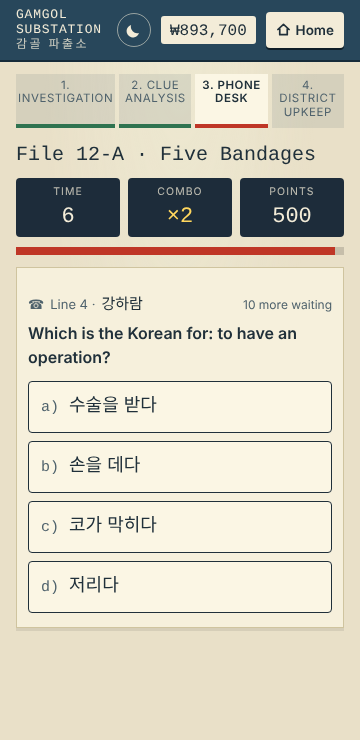 GAMGOL
SUBSTATION
감골 파출소
₩893,700
Home
1.
INVESTIGATION
2. CLUE
ANALYSIS
3. PHONE
DESK
4.
DISTRICT
UPKEEP
File 12-A · Five Bandages
TIME
6
COMBO
×2
POINTS
500
☎ Line 4 · 강하람
10 more waiting
Which is the Korean for: to have an
operation?
a) 수술을 받다
b) 손을 데다
c) 코가 막히다
d) 저리다